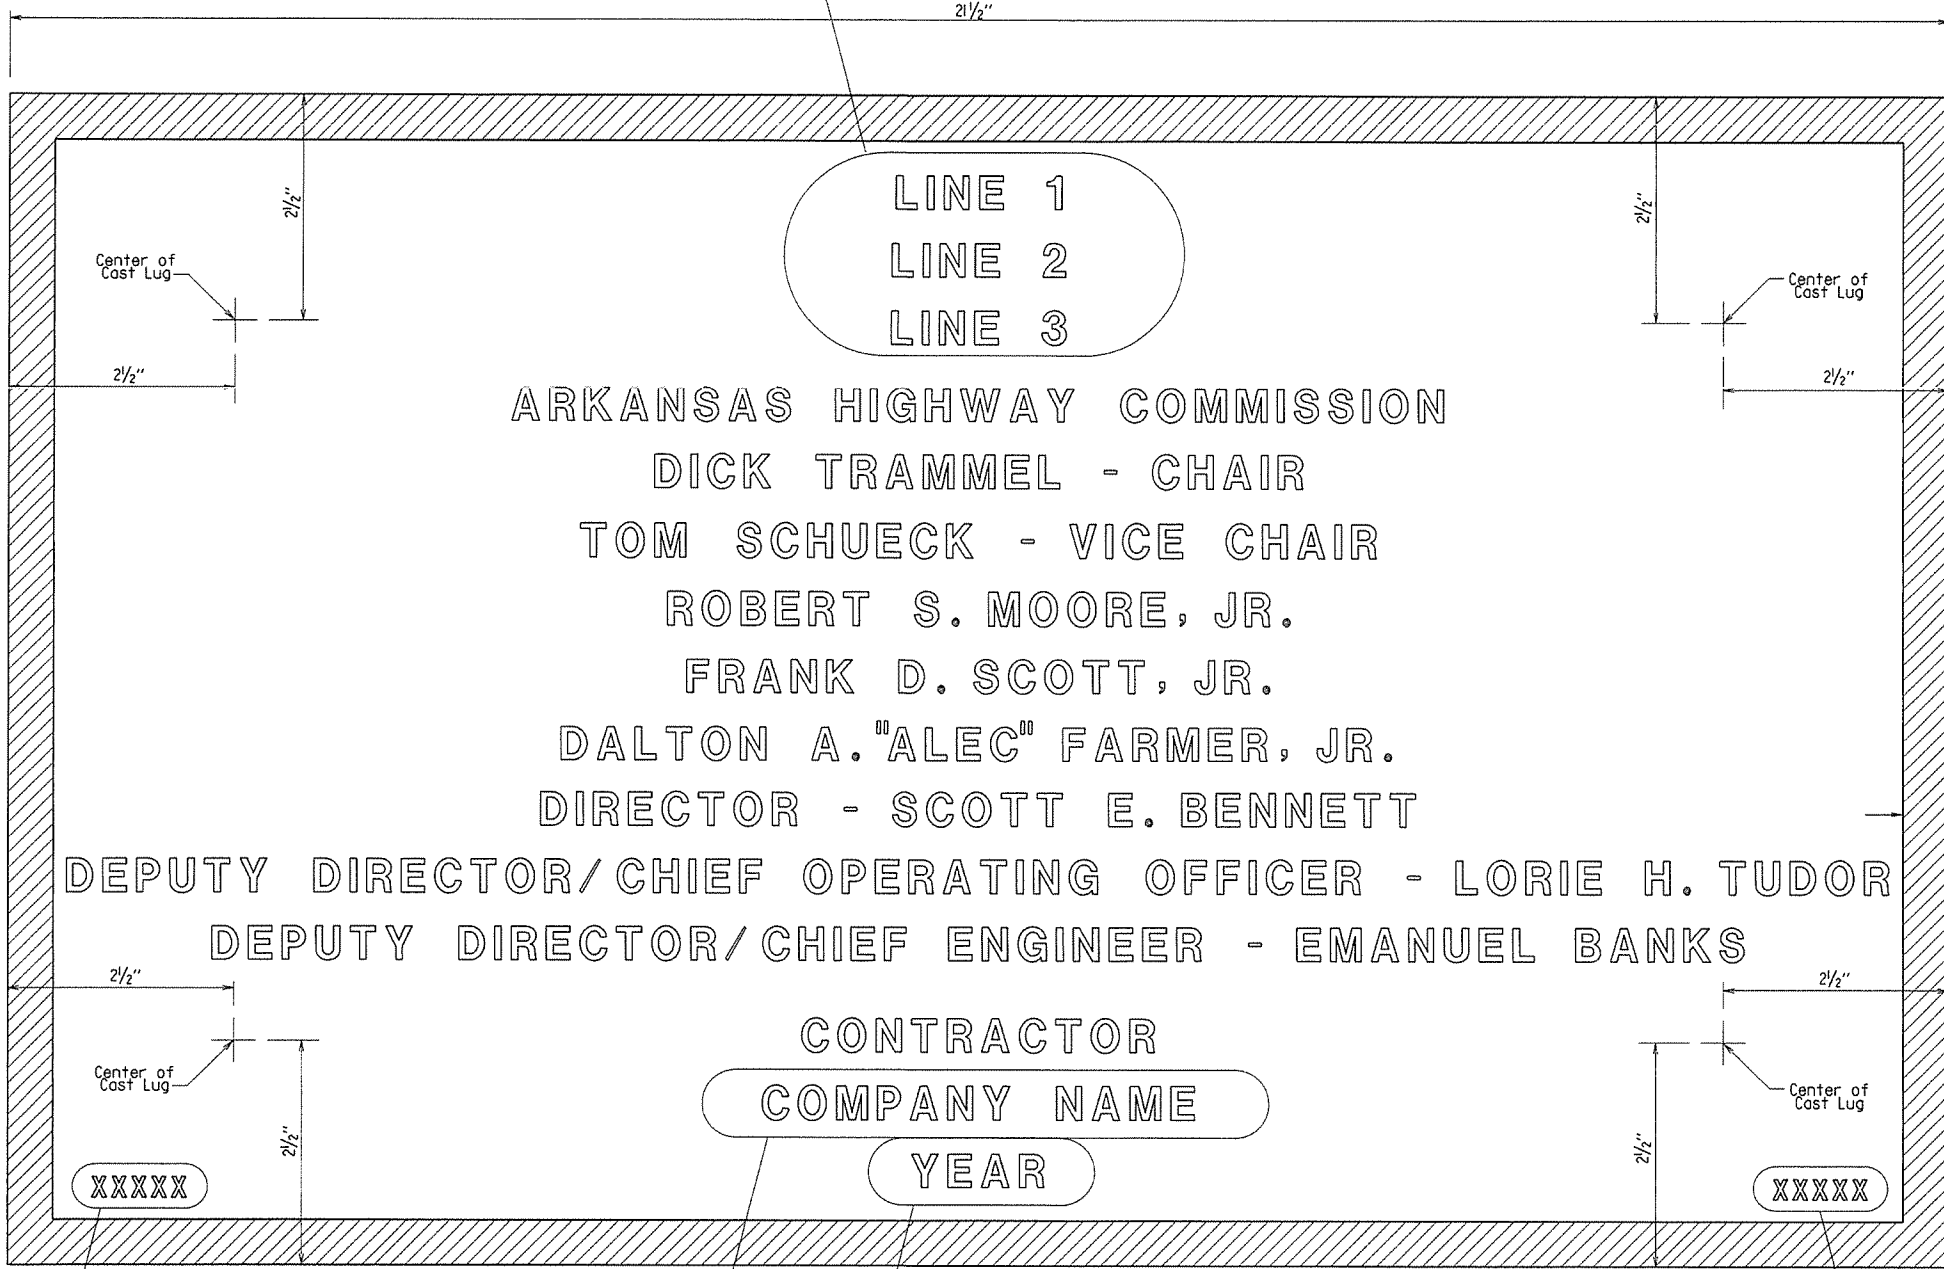 21½"
LINE 1
2½"
2½"
LINE 2
Center of
Cast Lug
Center of
Cast Lug
LINE 3
2½"
2½"
ARKANSAS HIGHWAY COMMISSION
DICK TRAMMEL - CHAIR
TOM SCHUECK - VICE CHAIR
ROBERT S. MOORE, JR.
FRANK D. SCOTT, JR.
DALTON A. "ALEC" FARMER, JR.
DIRECTOR - SCOTT E. BENNETT
DEPUTY DIRECTOR/CHIEF OPERATING OFFICER - LORIE H. TUDOR
DEPUTY DIRECTOR/CHIEF ENGINEER - EMANUEL BANKS
2½"
2½"
CONTRACTOR
Center of
Cast Lug
Center of
Cast Lug
COMPANY NAME
2½"
2½"
YEAR
XXXXX
XXXXX